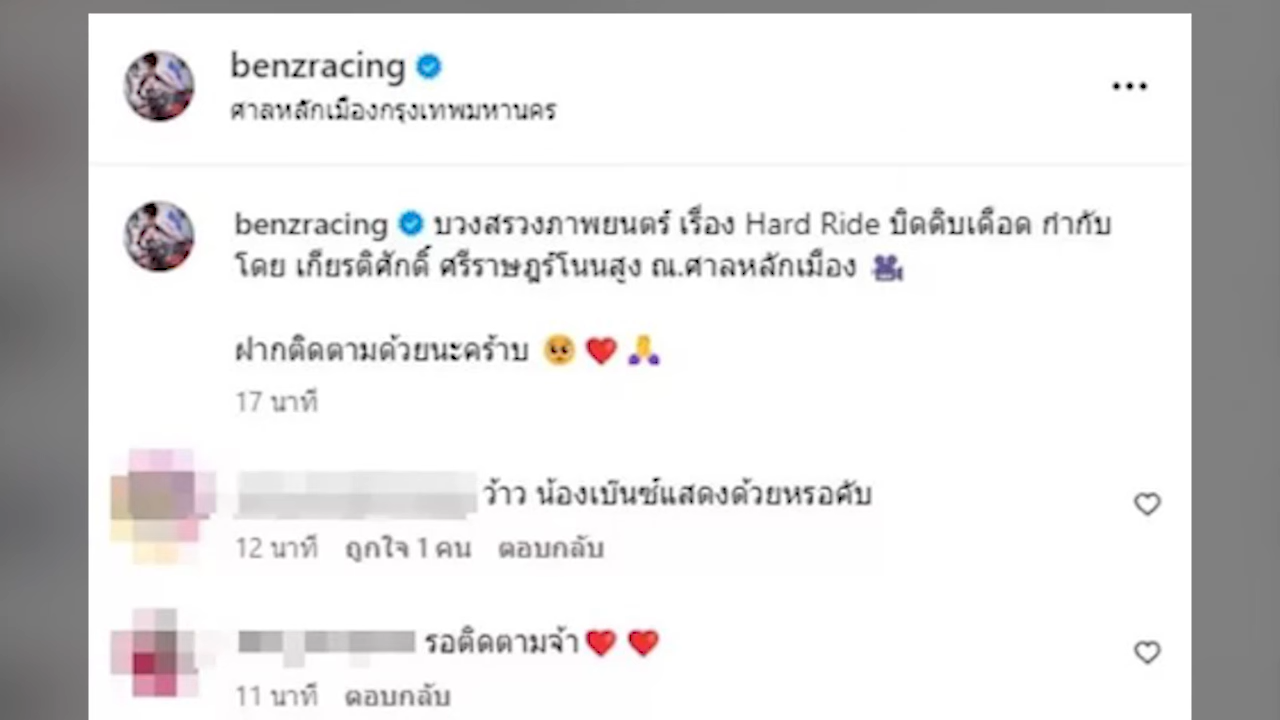 benzracing
ศาลหลักเมืองกรุงเทพมหานคร
benzracing บวงสรวงภาพยนตร์ เรื่อง Hard Ride บิดดิบเดือด กำกับ
โดย เกียรติศักดิ์ ศรีราษฎร์โนนสูง ณ.ศาลหลักเมือง 🎥
ฝากติดตามด้วยนะคร้าบ 🥺❤️🙏
17 นาที
ว้าว น้องเบ๊นซ์แสดงด้วยหรอคับ
12 นาที ถูกใจ 1 คน ตอบกลับ
รอติดตามจ้า❤️❤️
11 นาที ตอบกลับ